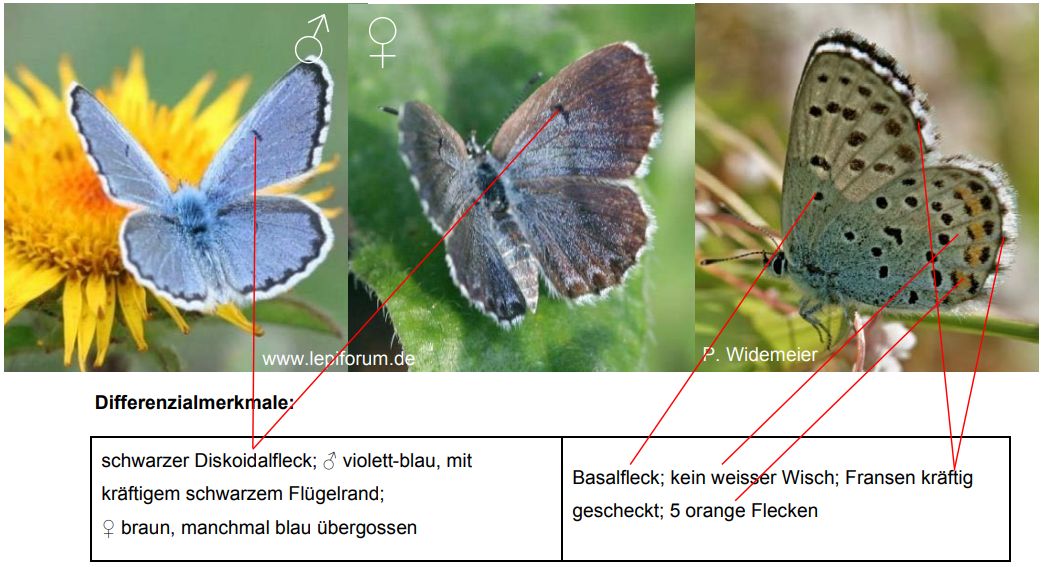 ♂
♀
www.lepiforum.de
P. Widemeier
Differenzialmerkmale:
schwarzer Diskoidalfleck; ♂ violett-blau, mit
kräftigem schwarzem Flügelrand;
♀ braun, manchmal blau übergossen
Basalfleck; kein weisser Wisch; Fransen kräftig
gescheckt; 5 orange Flecken